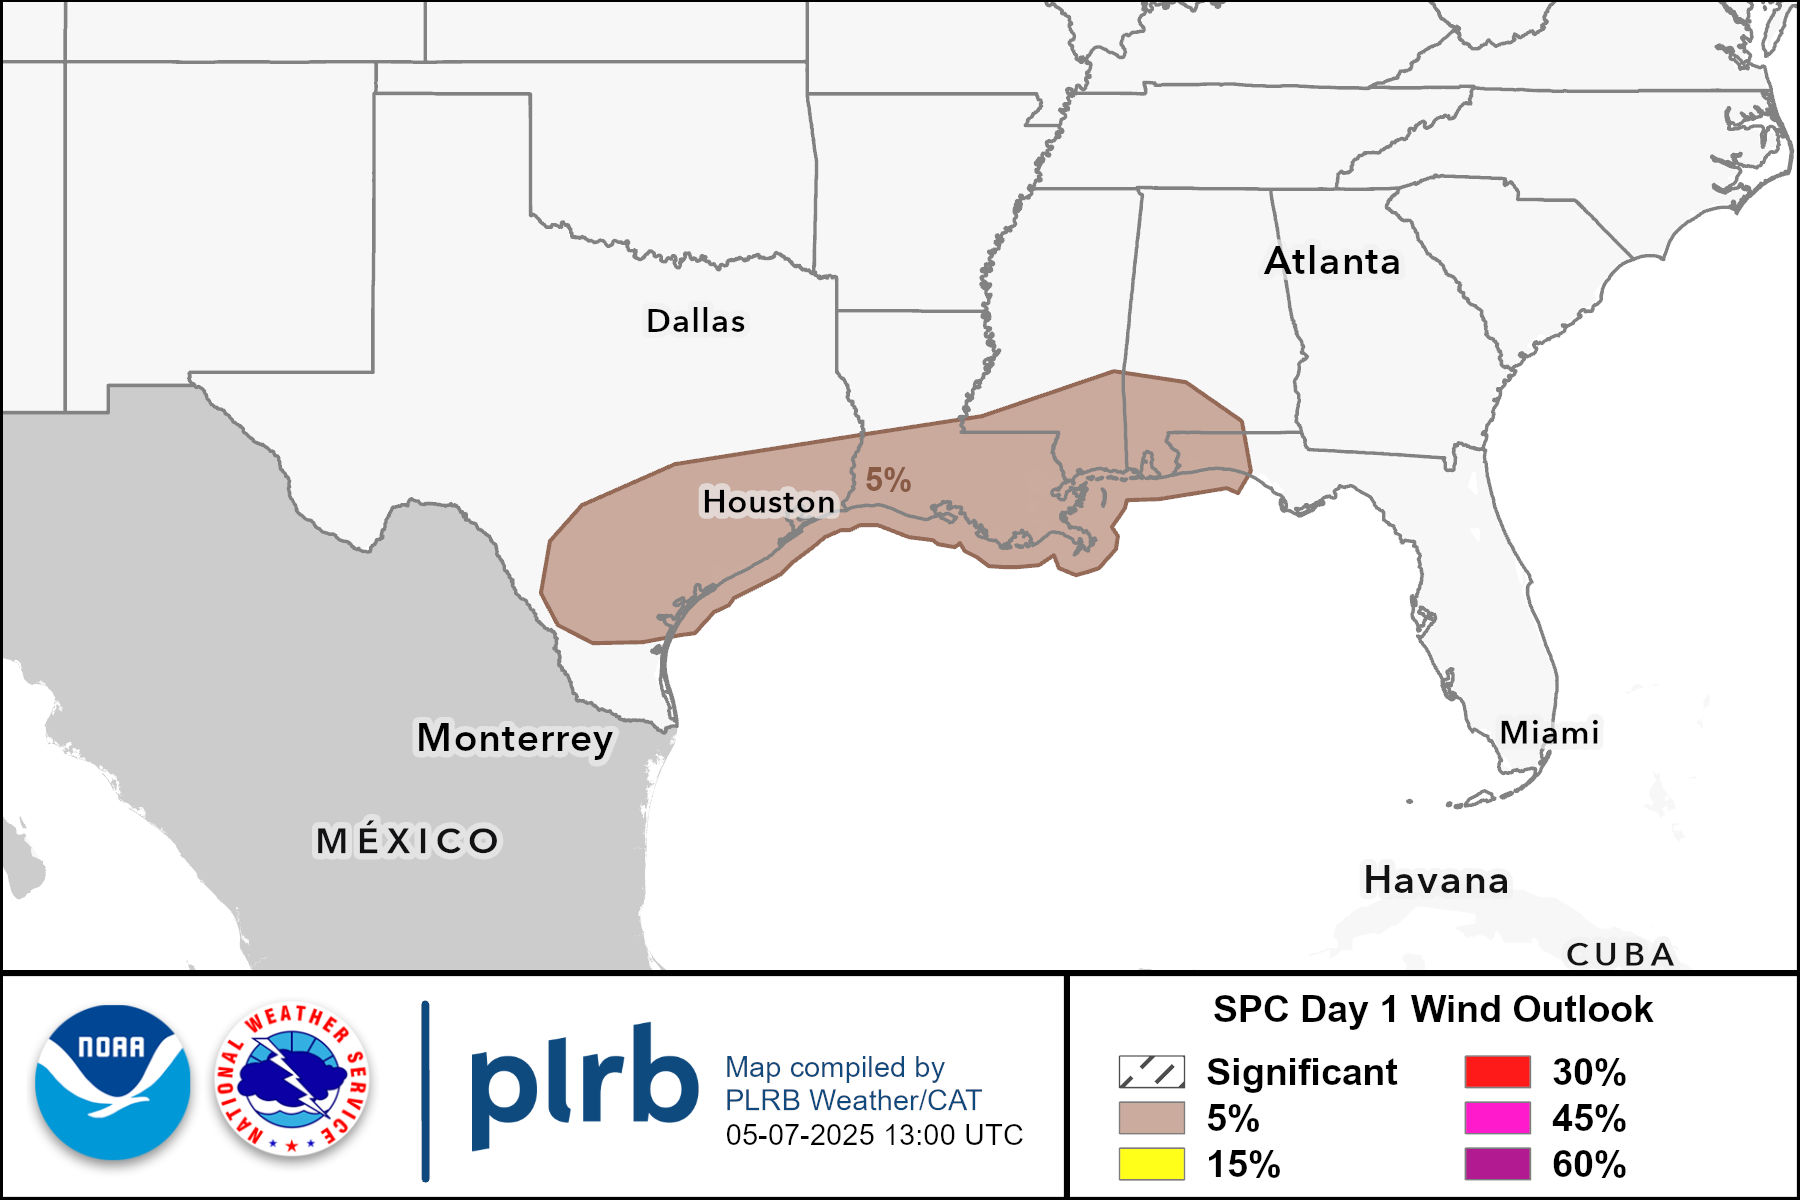 Atlanta
Dallas
5%
Houston
Monterrey
Miami
MÉXICO
Havana
CUBA
NOAA
NATIONAL WEATHER SERVICE
plrb
Map compiled by
PLRB Weather/CAT
05-07-2025 13:00 UTC
SPC Day 1 Wind Outlook
Significant
5%
15%
30%
45%
60%